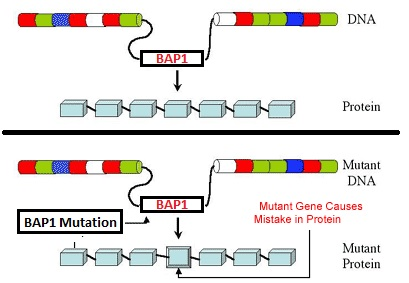 DNA
BAP1
Protein
Mutant
DNA
BAP1
Mutant Gene Causes
Mistake in Protein
BAP1 Mutation
Mutant
Protein